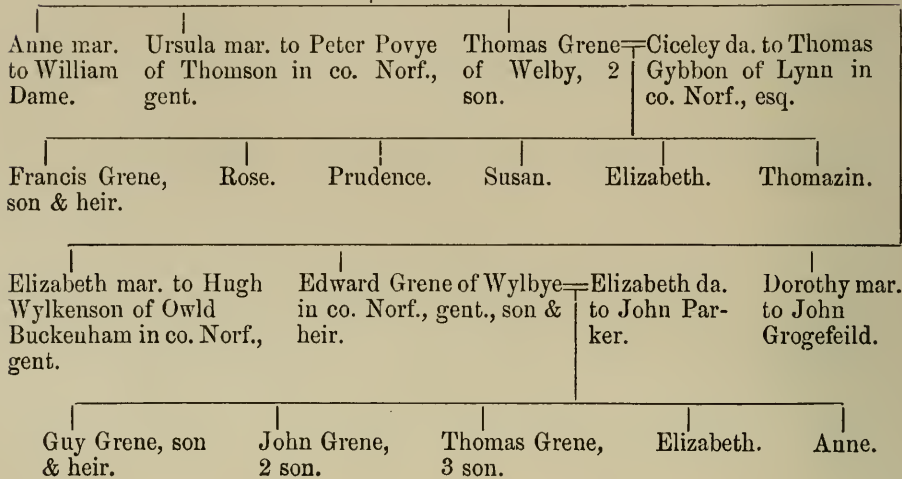 Anne mar. to William Dame.
Ursula mar. to Peter Povye of Thomson in co. Norf., gent.
Thomas Grene of Welby, 2 son.
Ciceley da. to Thomas Gybbon of Lynn in co. Norf., esq.
Francis Grene, son & heir.
Rose.
Prudence.
Susan.
Elizabeth.
Thomazin.
Elizabeth mar. to Hugh Wylkenson of Owld Buckenham in co. Norf., gent.
Edward Grene of Wylbye in co. Norf., gent., son & heir.
Elizabeth da. to John Parker.
Dorothy mar. to John Grogefeild.
Guy Grene, son & heir.
John Grene, 2 son.
Thomas Grene, 3 son.
Elizabeth.
Anne.